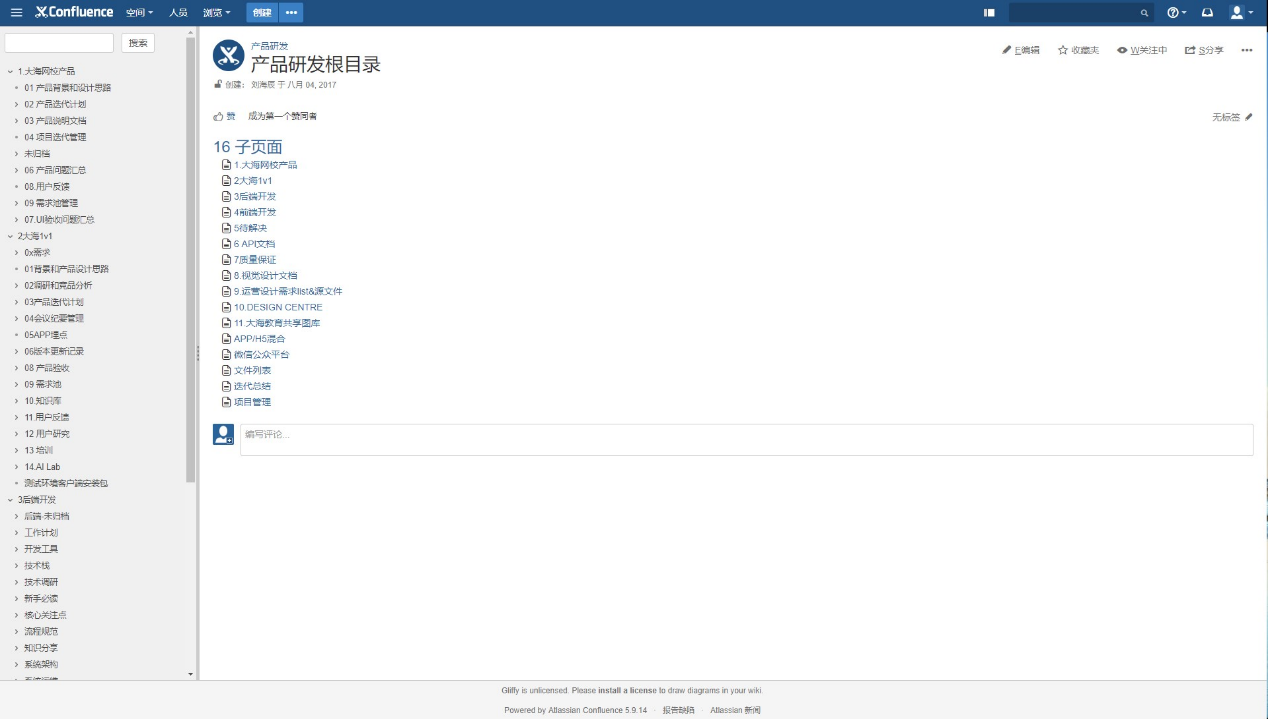 Confluence 空间 人员 浏览 创建
搜索
1.大海网校产品
01 产品背景和设计思路
02 产品迭代计划
03 产品说明文档
04 项目迭代管理
未归档
06 产品问题汇总
08.用户反馈
09 需求池管理
07.UI验收问题汇总
2大海1v1
0x需求
01背景和产品设计思路
02调研和竞品分析
03产品迭代计划
04会议纪要管理
05APP埋点
06版本更新记录
08 产品验收
09 需求池
10.知识库
11.用户反馈
12 用户研究
13 培训
14.AI Lab
测试环境客户端安装包
3后端开发
后端-未归档
工作计划
开发工具
技术栈
技术调研
新手必读
核心关注点
流程规范
知识分享
系统架构
产品研发
产品研发根目录
创建: 刘海辰 于 八月 04, 2017
E编辑 收藏夹 W关注中 S分享
赞 成为第一个赞同者
无标签
16 子页面
1.大海网校产品
2大海1v1
3后端开发
4前端开发
5待解决
6 API文档
7质量保证
8.视觉设计文档
9.运营设计需求list&源文件
10.DESIGN CENTRE
11.大海教育共享图库
APP/H5混合
微信公众平台
文件列表
迭代总结
项目管理
编写评论...
Gliffy is unlicensed. Please install a license to draw diagrams in your wiki.
Powered by Atlassian Confluence 5.9.14 · 报告缺陷 · Atlassian 新闻